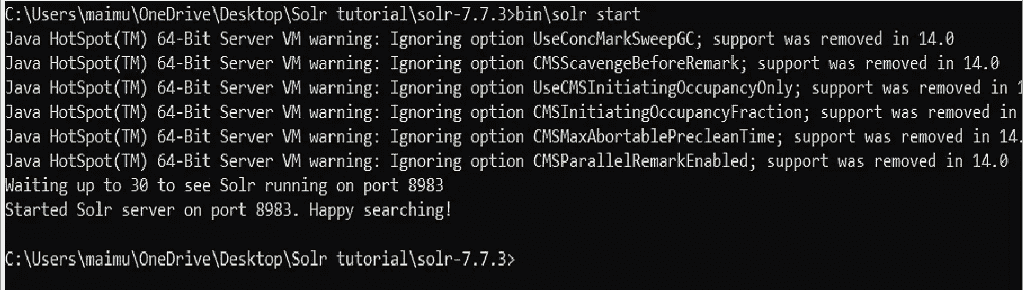 C:\Users\maimu\OneDrive\Desktop\Solr tutorial\solr-7.7.3>bin\solr start
Java HotSpot(TM) 64-Bit Server VM warning: Ignoring option UseConcMarkSweepGC; support was removed in 14.0
Java HotSpot(TM) 64-Bit Server VM warning: Ignoring option CMSScavengeBeforeRemark; support was removed in 14.0
Java HotSpot(TM) 64-Bit Server VM warning: Ignoring option UseCMSInitiatingOccupancyOnly; support was removed in 1
Java HotSpot(TM) 64-Bit Server VM warning: Ignoring option CMSInitiatingOccupancyFraction; support was removed in
Java HotSpot(TM) 64-Bit Server VM warning: Ignoring option CMSMaxAbortablePrecleanTime; support was removed in 14.
Java HotSpot(TM) 64-Bit Server VM warning: Ignoring option CMSParallelRemarkEnabled; support was removed in 14.0
Waiting up to 30 to see Solr running on port 8983
Started Solr server on port 8983. Happy searching!
C:\Users\maimu\OneDrive\Desktop\Solr tutorial\solr-7.7.3>